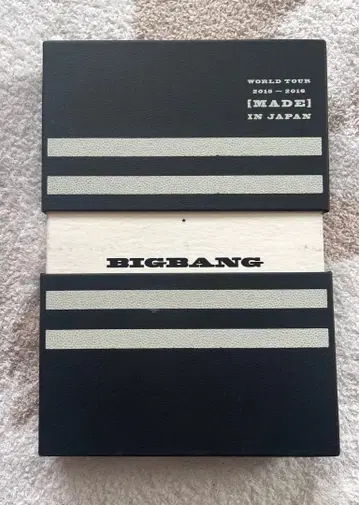 WORLD TOUR
2015 — 2016
[MADE]
IN JAPAN
BIGBANG